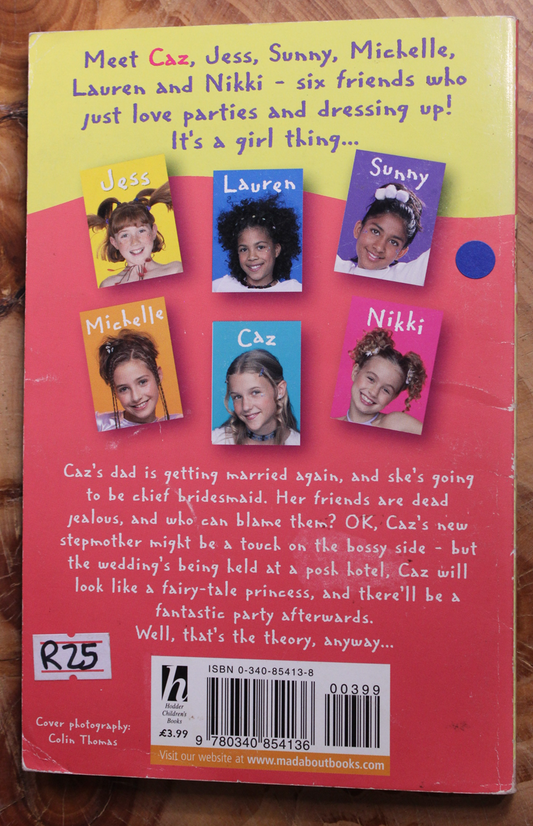 Meet Caz, Jess, Sunny, Michelle,
Lauren and Nikki - six friends who
just love parties and dressing up!
It's a girl thing...
Jess
Lauren
Sunny
Michelle
Caz
Nikki
Caz's dad is getting married again, and she's going
to be chief bridesmaid. Her friends are dead
jealous, and who can blame them? OK, Caz's new
stepmother might be a touch on the bossy side - but
the wedding's being held at a posh hotel, Caz will
look like a fairy-tale princess, and there'll be a
fantastic party afterwards.
Well, that's the theory, anyway...
R25
Cover photography:
Colin Thomas
h
Hodder
Children's
Books
£3.99
ISBN 0-340-85413-8
00399
9 780340 854136
Visit our website at www.madaboutbooks.com